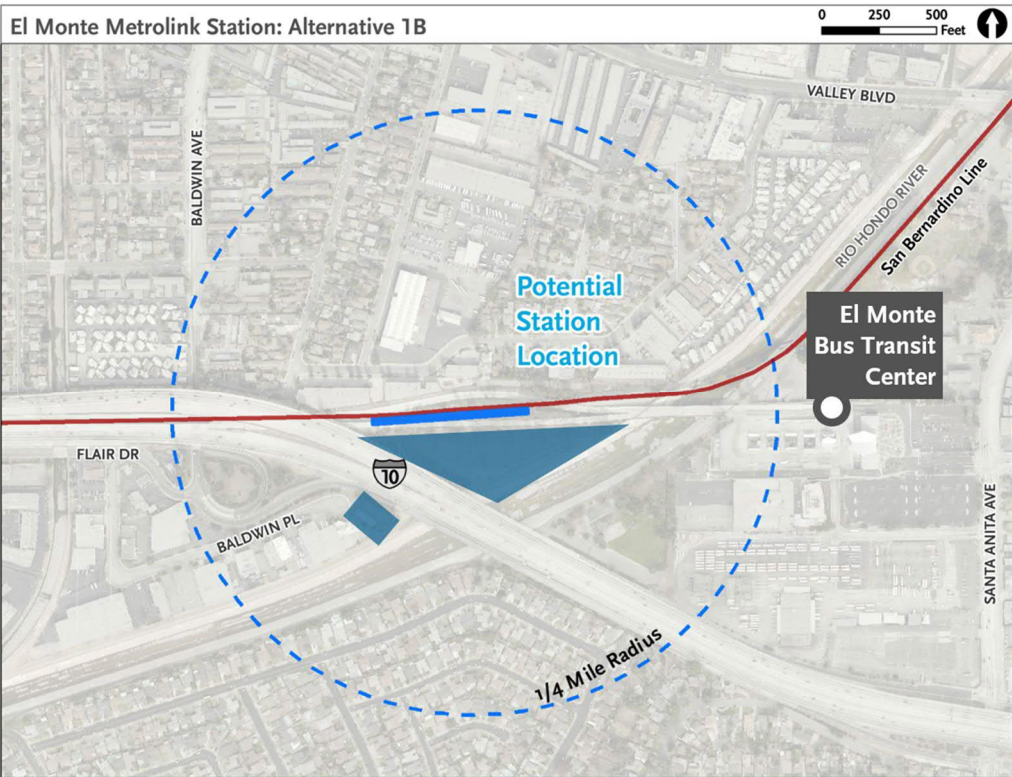 El Monte Metrolink Station: Alternative 1B
0 250 500
Feet
VALLEY BLVD
BALDWIN AVE
RIO HONDO RIVER
San Bernardino Line
Potential
Station
Location
El Monte
Bus Transit
Center
FLAIR DR
10
BALDWIN PL
SANTA ANITA AVE
1/4 Mile Radius